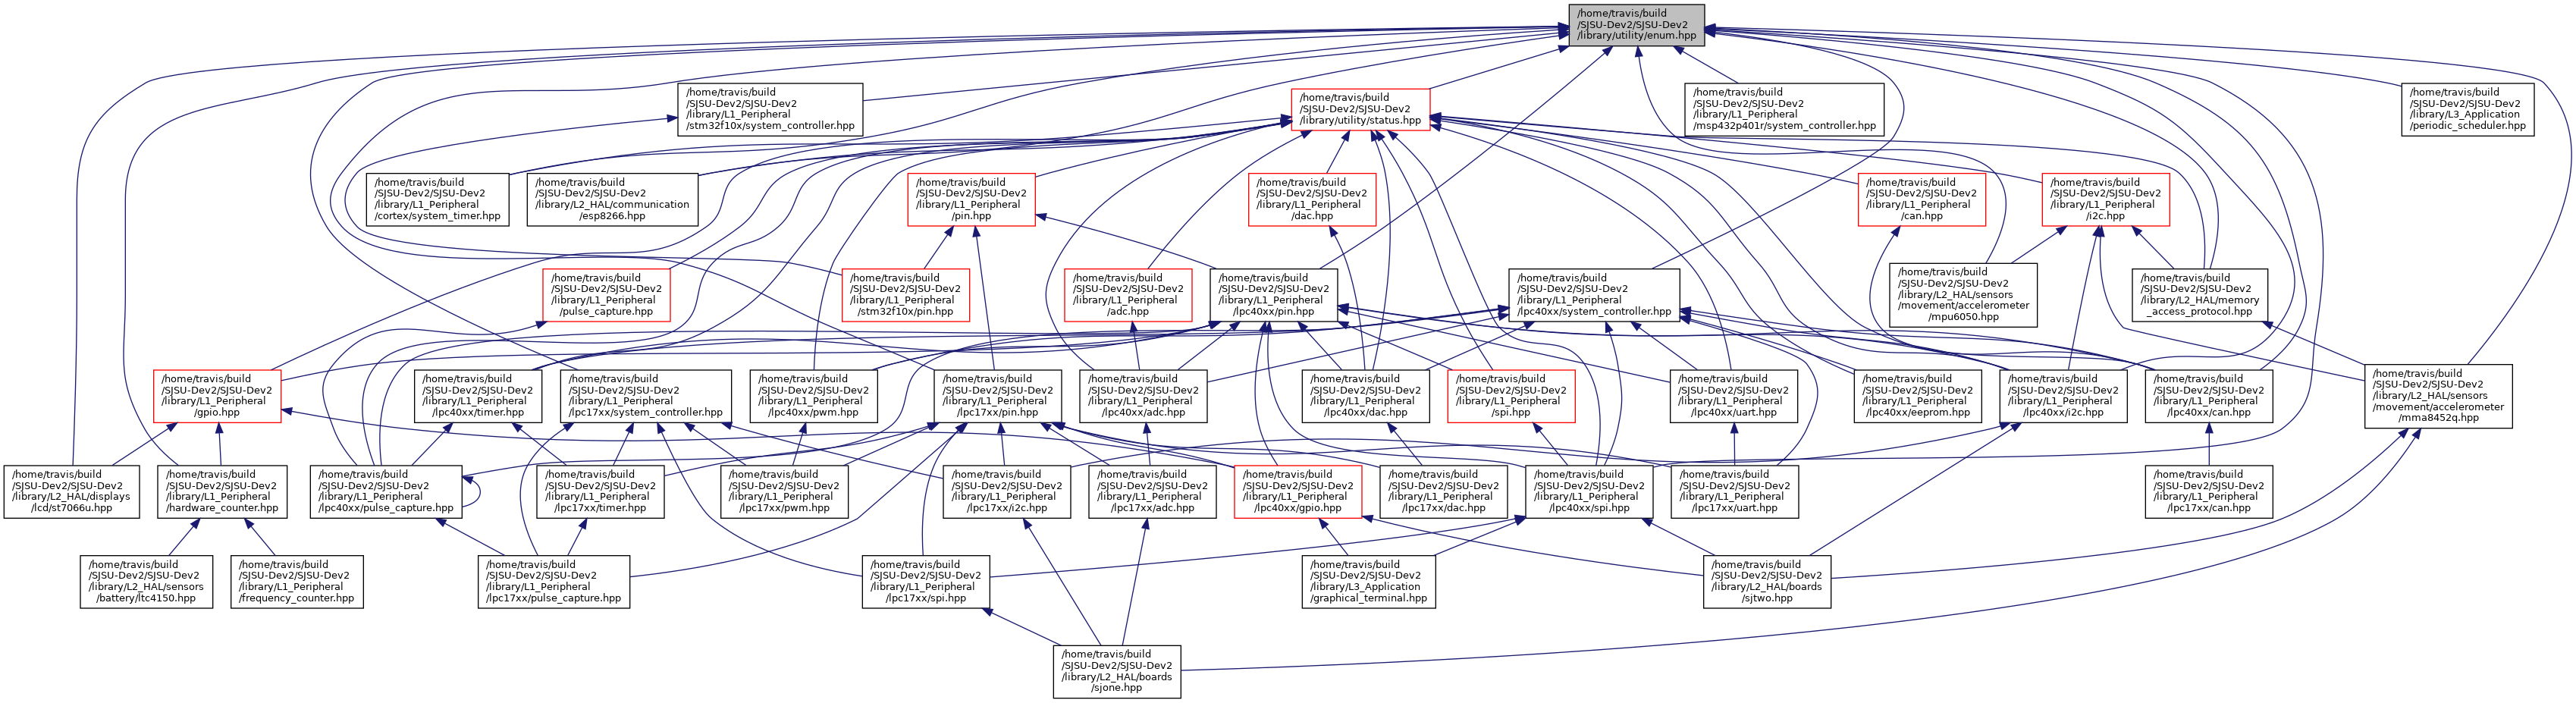 /home/travis/build
/SJSU-Dev2/SJSU-Dev2
/library/utility/enum.hpp
/home/travis/build
/SJSU-Dev2/SJSU-Dev2
/library/L1_Peripheral
/stm32f10x/system_controller.hpp
/home/travis/build
/SJSU-Dev2/SJSU-Dev2
/library/utility/status.hpp
/home/travis/build
/SJSU-Dev2/SJSU-Dev2
/library/L1_Peripheral
/msp432p401r/system_controller.hpp
/home/travis/build
/SJSU-Dev2/SJSU-Dev2
/library/L3_Application
/periodic_scheduler.hpp
/home/travis/build
/SJSU-Dev2/SJSU-Dev2
/library/L1_Peripheral
/cortex/system_timer.hpp
/home/travis/build
/SJSU-Dev2/SJSU-Dev2
/library/L2_HAL/communication
/esp8266.hpp
/home/travis/build
/SJSU-Dev2/SJSU-Dev2
/library/L1_Peripheral
/pin.hpp
/home/travis/build
/SJSU-Dev2/SJSU-Dev2
/library/L1_Peripheral
/dac.hpp
/home/travis/build
/SJSU-Dev2/SJSU-Dev2
/library/L1_Peripheral
/can.hpp
/home/travis/build
/SJSU-Dev2/SJSU-Dev2
/library/L1_Peripheral
/i2c.hpp
/home/travis/build
/SJSU-Dev2/SJSU-Dev2
/library/L1_Peripheral
/pulse_capture.hpp
/home/travis/build
/SJSU-Dev2/SJSU-Dev2
/library/L1_Peripheral
/stm32f10x/pin.hpp
/home/travis/build
/SJSU-Dev2/SJSU-Dev2
/library/L1_Peripheral
/adc.hpp
/home/travis/build
/SJSU-Dev2/SJSU-Dev2
/library/L1_Peripheral
/lpc40xx/pin.hpp
/home/travis/build
/SJSU-Dev2/SJSU-Dev2
/library/L1_Peripheral
/lpc40xx/system_controller.hpp
/home/travis/build
/SJSU-Dev2/SJSU-Dev2
/library/L2_HAL/sensors
/movement/accelerometer
/mpu6050.hpp
/home/travis/build
/SJSU-Dev2/SJSU-Dev2
/library/L2_HAL/memory
_access_protocol.hpp
/home/travis/build
/SJSU-Dev2/SJSU-Dev2
/library/L1_Peripheral
/gpio.hpp
/home/travis/build
/SJSU-Dev2/SJSU-Dev2
/library/L1_Peripheral
/lpc40xx/timer.hpp
/home/travis/build
/SJSU-Dev2/SJSU-Dev2
/library/L1_Peripheral
/lpc17xx/system_controller.hpp
/home/travis/build
/SJSU-Dev2/SJSU-Dev2
/library/L1_Peripheral
/lpc40xx/pwm.hpp
/home/travis/build
/SJSU-Dev2/SJSU-Dev2
/library/L1_Peripheral
/lpc17xx/pin.hpp
/home/travis/build
/SJSU-Dev2/SJSU-Dev2
/library/L1_Peripheral
/lpc40xx/adc.hpp
/home/travis/build
/SJSU-Dev2/SJSU-Dev2
/library/L1_Peripheral
/lpc40xx/dac.hpp
/home/travis/build
/SJSU-Dev2/SJSU-Dev2
/library/L1_Peripheral
/spi.hpp
/home/travis/build
/SJSU-Dev2/SJSU-Dev2
/library/L1_Peripheral
/lpc40xx/uart.hpp
/home/travis/build
/SJSU-Dev2/SJSU-Dev2
/library/L1_Peripheral
/lpc40xx/eeprom.hpp
/home/travis/build
/SJSU-Dev2/SJSU-Dev2
/library/L1_Peripheral
/lpc40xx/i2c.hpp
/home/travis/build
/SJSU-Dev2/SJSU-Dev2
/library/L1_Peripheral
/lpc40xx/can.hpp
/home/travis/build
/SJSU-Dev2/SJSU-Dev2
/library/L2_HAL/sensors
/movement/accelerometer
/mma8452q.hpp
/home/travis/build
/SJSU-Dev2/SJSU-Dev2
/library/L2_HAL/displays
/lcd/st7066u.hpp
/home/travis/build
/SJSU-Dev2/SJSU-Dev2
/library/L1_Peripheral
/hardware_counter.hpp
/home/travis/build
/SJSU-Dev2/SJSU-Dev2
/library/L1_Peripheral
/lpc40xx/pulse_capture.hpp
/home/travis/build
/SJSU-Dev2/SJSU-Dev2
/library/L1_Peripheral
/lpc17xx/timer.hpp
/home/travis/build
/SJSU-Dev2/SJSU-Dev2
/library/L1_Peripheral
/lpc17xx/pwm.hpp
/home/travis/build
/SJSU-Dev2/SJSU-Dev2
/library/L1_Peripheral
/lpc17xx/i2c.hpp
/home/travis/build
/SJSU-Dev2/SJSU-Dev2
/library/L1_Peripheral
/lpc17xx/adc.hpp
/home/travis/build
/SJSU-Dev2/SJSU-Dev2
/library/L1_Peripheral
/lpc40xx/gpio.hpp
/home/travis/build
/SJSU-Dev2/SJSU-Dev2
/library/L1_Peripheral
/lpc17xx/dac.hpp
/home/travis/build
/SJSU-Dev2/SJSU-Dev2
/library/L1_Peripheral
/lpc40xx/spi.hpp
/home/travis/build
/SJSU-Dev2/SJSU-Dev2
/library/L1_Peripheral
/lpc17xx/uart.hpp
/home/travis/build
/SJSU-Dev2/SJSU-Dev2
/library/L1_Peripheral
/lpc17xx/can.hpp
/home/travis/build
/SJSU-Dev2/SJSU-Dev2
/library/L2_HAL/sensors
/battery/ltc4150.hpp
/home/travis/build
/SJSU-Dev2/SJSU-Dev2
/library/L1_Peripheral
/frequency_counter.hpp
/home/travis/build
/SJSU-Dev2/SJSU-Dev2
/library/L1_Peripheral
/lpc17xx/pulse_capture.hpp
/home/travis/build
/SJSU-Dev2/SJSU-Dev2
/library/L1_Peripheral
/lpc17xx/spi.hpp
/home/travis/build
/SJSU-Dev2/SJSU-Dev2
/library/L3_Application
/graphical_terminal.hpp
/home/travis/build
/SJSU-Dev2/SJSU-Dev2
/library/L2_HAL/boards
/sjtwo.hpp
/home/travis/build
/SJSU-Dev2/SJSU-Dev2
/library/L2_HAL/boards
/sjone.hpp